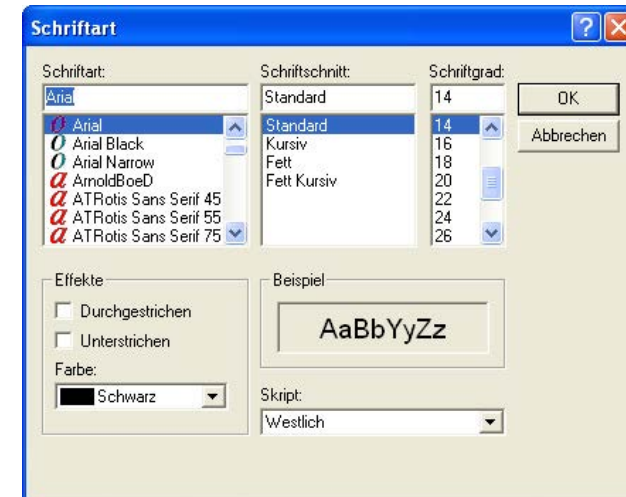 Schriftart
Schriftart:
Arial
Arial
Arial Black
Arial Narrow
ArnoldBoeD
ATRotis Sans Serif 45
ATRotis Sans Serif 55
ATRotis Sans Serif 75
Schriftschnitt:
Standard
Standard
Kursiv
Fett
Fett Kursiv
Schriftgrad:
14
14
16
18
20
22
24
26
OK
Abbrechen
Effekte
Durchgestrichen
Unterstrichen
Farbe:
Schwarz
Beispiel
AaBbYyZz
Skript:
Westlich